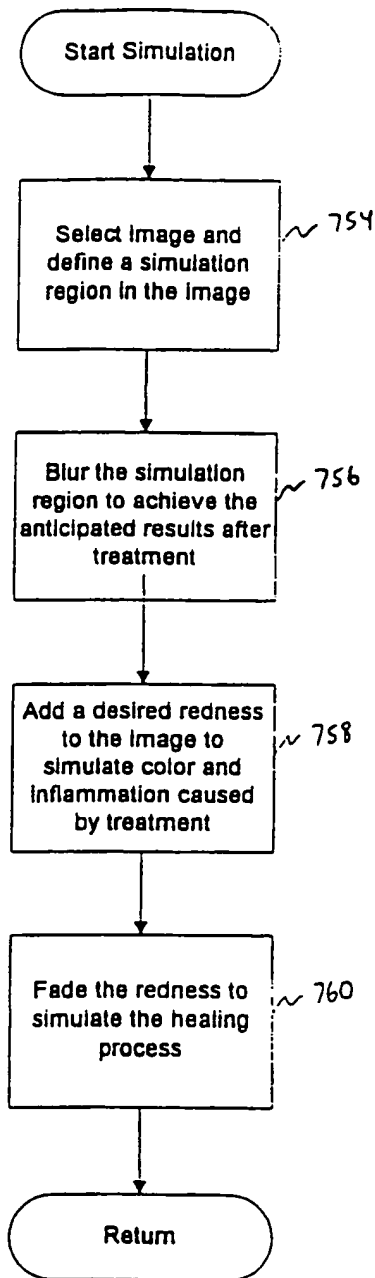 Start Simulation
Select image and
define a simulation
region in the image
754
Blur the simulation
region to achieve the
anticipated results after
treatment
756
Add a desired redness
to the image to
simulate color and
inflammation caused
by treatment
758
Fade the redness to
simulate the healing
process
760
Return